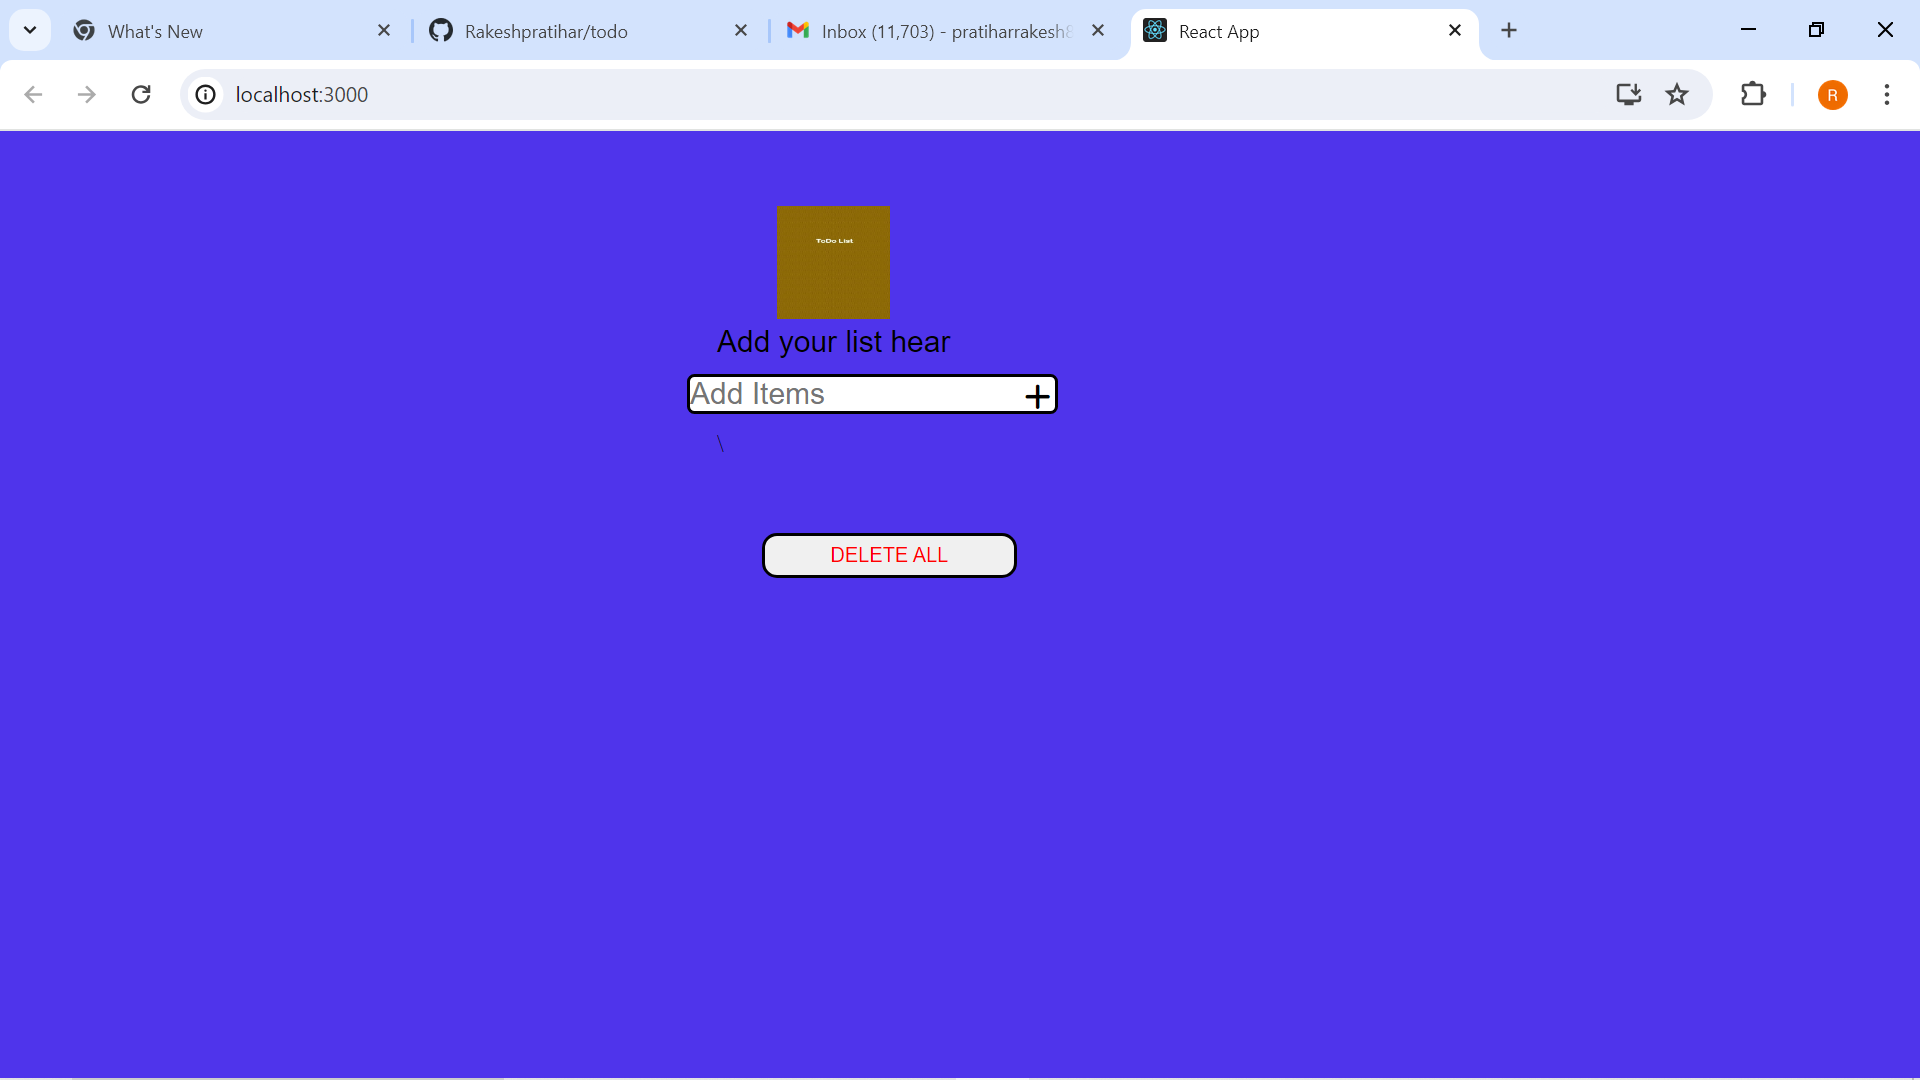 What's New
Rakeshpratihar/todo
Inbox (11,703) - pratiharrakesh8
React App
localhost:3000
R
ToDo List
Add your list hear
Add Items
\
DELETE ALL